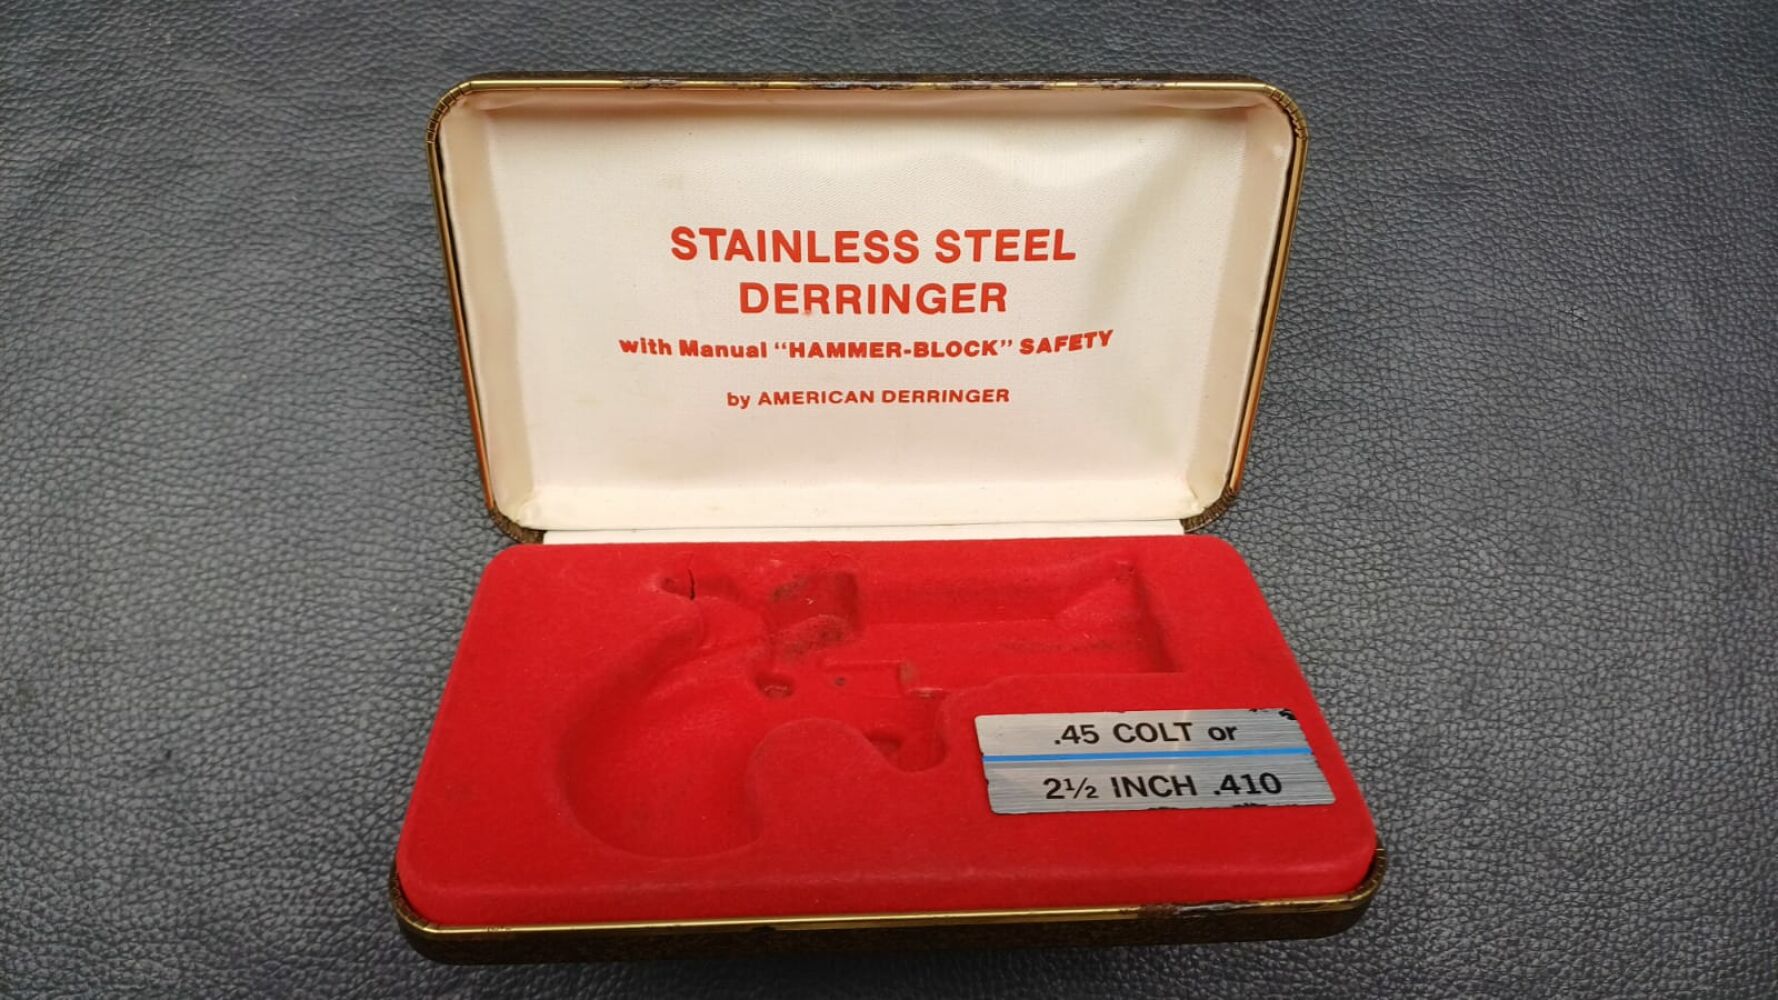 STAINLESS STEEL
DERRINGER
with Manual “HAMMER-BLOCK” SAFETY
by AMERICAN DERRINGER
.45 COLT or
2½ INCH .410